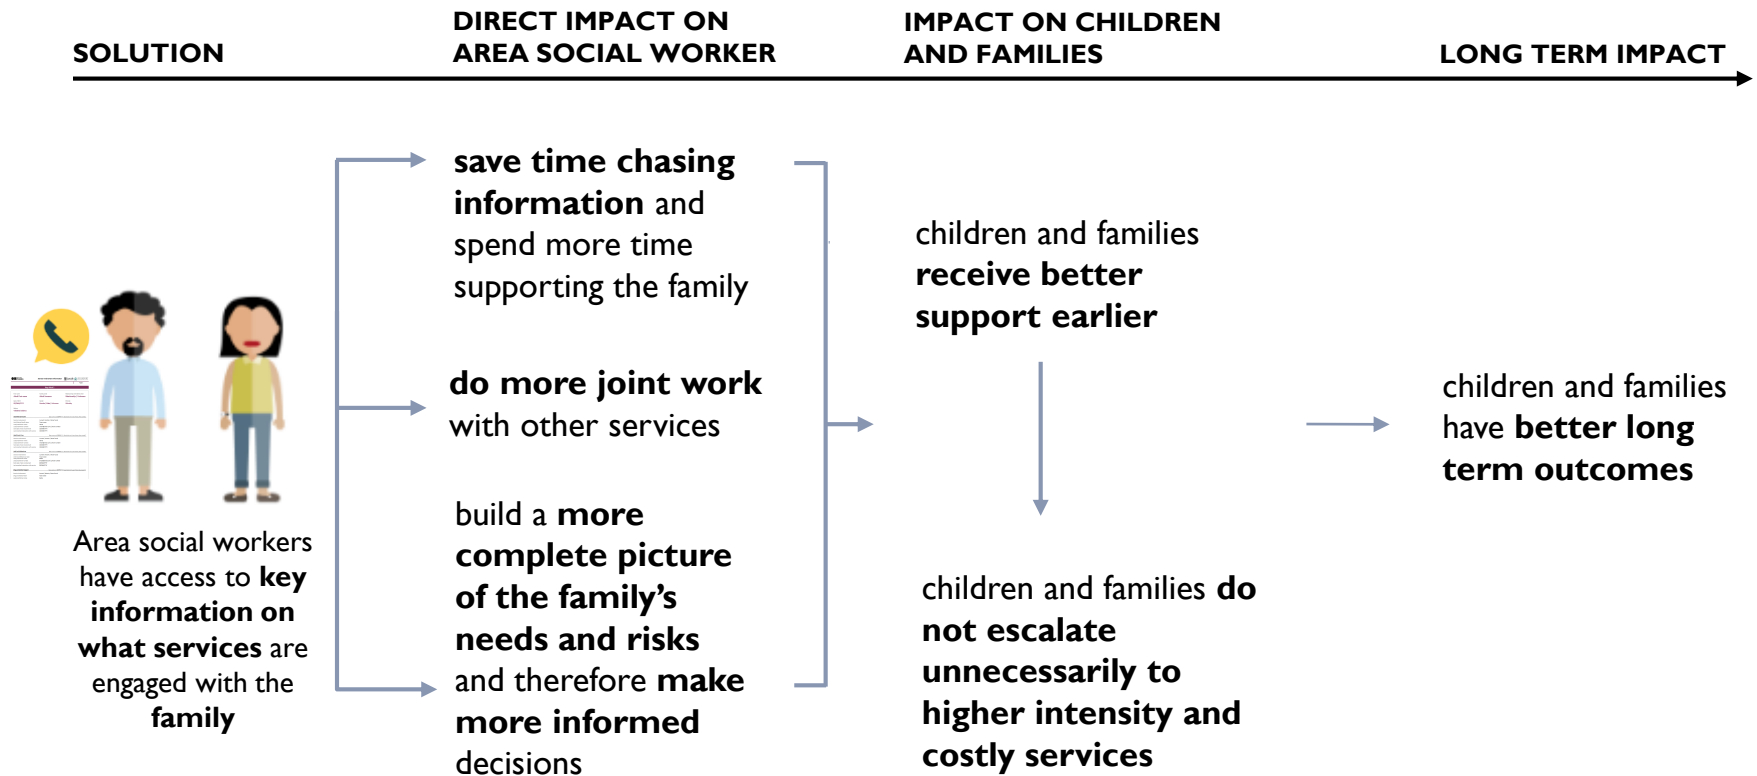 SOLUTION
DIRECT IMPACT ON
AREA SOCIAL WORKER
IMPACT ON CHILDREN
AND FAMILIES
LONG TERM IMPACT
Area social workers
have access to key
information on
what services are
engaged with the
family
save time chasing
information and
spend more time
supporting the family
do more joint work
with other services
build a more
complete picture
of the family’s
needs and risks
and therefore make
more informed
decisions
children and families
receive better
support earlier
children and families do
not escalate
unnecessarily to
higher intensity and
costly services
children and families
have better long
term outcomes